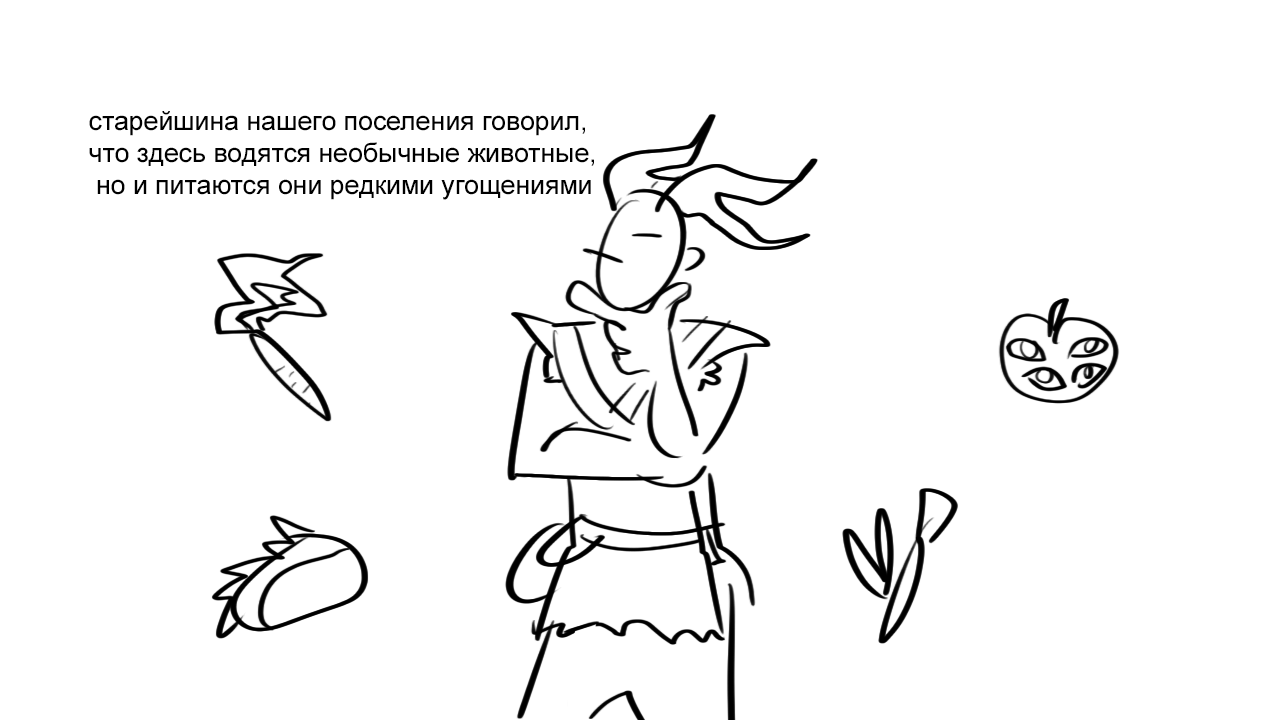 старейшина нашего поселения говорил,
что здесь водятся необычные животные,
но и питаются они редкими угощениями